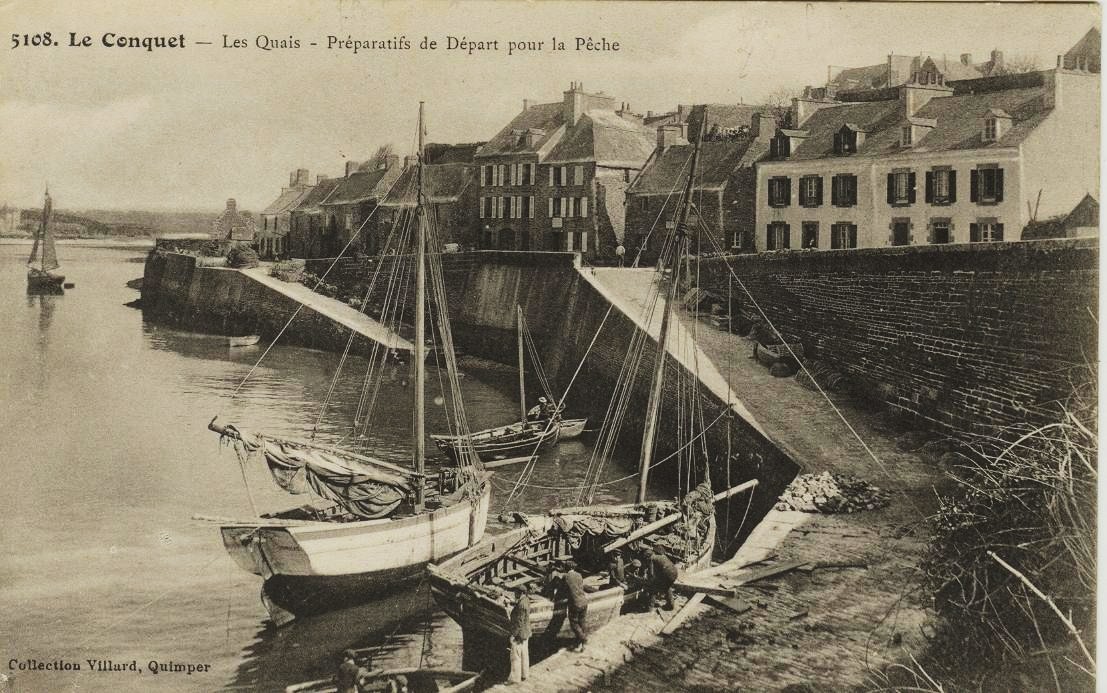 5108. Le Conquet — Les Quais - Préparatifs de Départ pour la Pêche
Collection Villard, Quimper